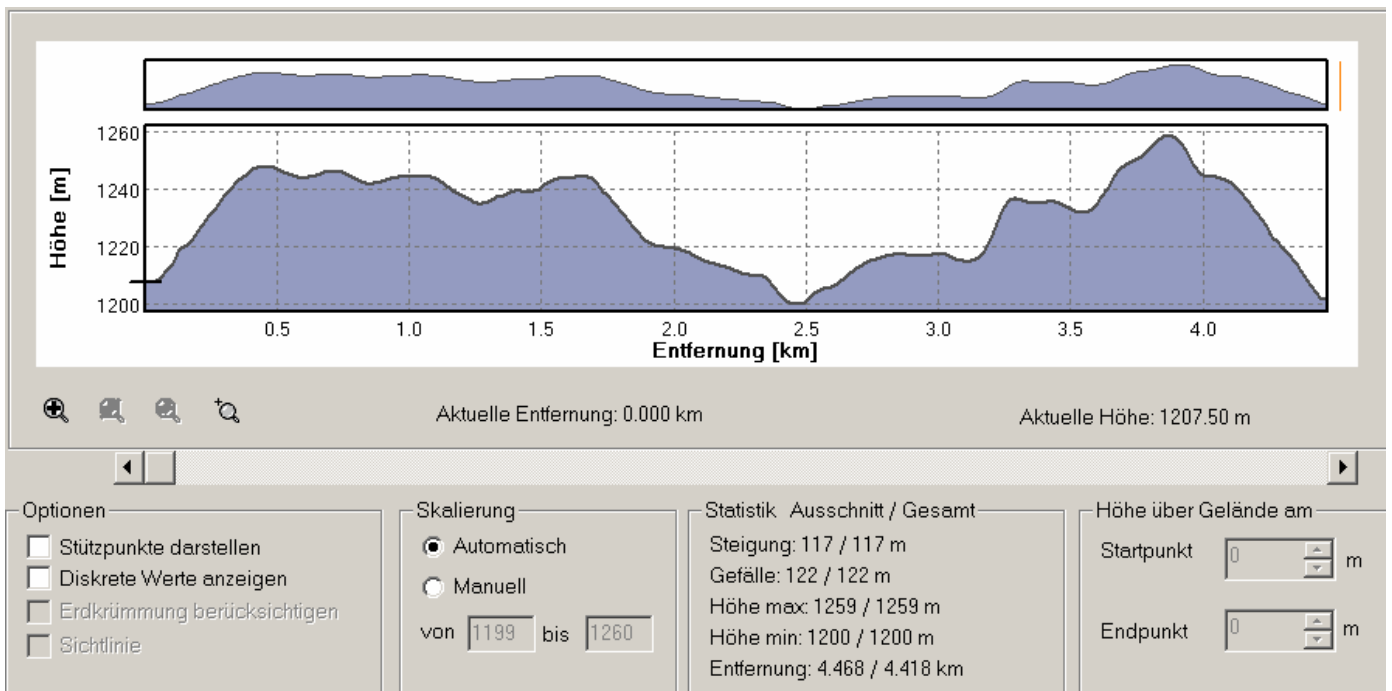 1260
1240
1220
1200
Höhe [m]
0.5 1.0 1.5 2.0 2.5 3.0 3.5 4.0
Entfernung [km]
Aktuelle Entfernung: 0.000 km
Aktuelle Höhe: 1207.50 m
Optionen
Stützpunkte darstellen
Diskrete Werte anzeigen
Erdkrümmung berücksichtigen
Sichtlinie
Skalierung
Automatisch
Manuell
von 1199 bis 1260
Statistik Ausschnitt / Gesamt
Steigung: 117 / 117 m
Gefälle: 122 / 122 m
Höhe max: 1259 / 1259 m
Höhe min: 1200 / 1200 m
Entfernung: 4.468 / 4.418 km
Höhe über Gelände am
Startpunkt 0 m
Endpunkt 0 m